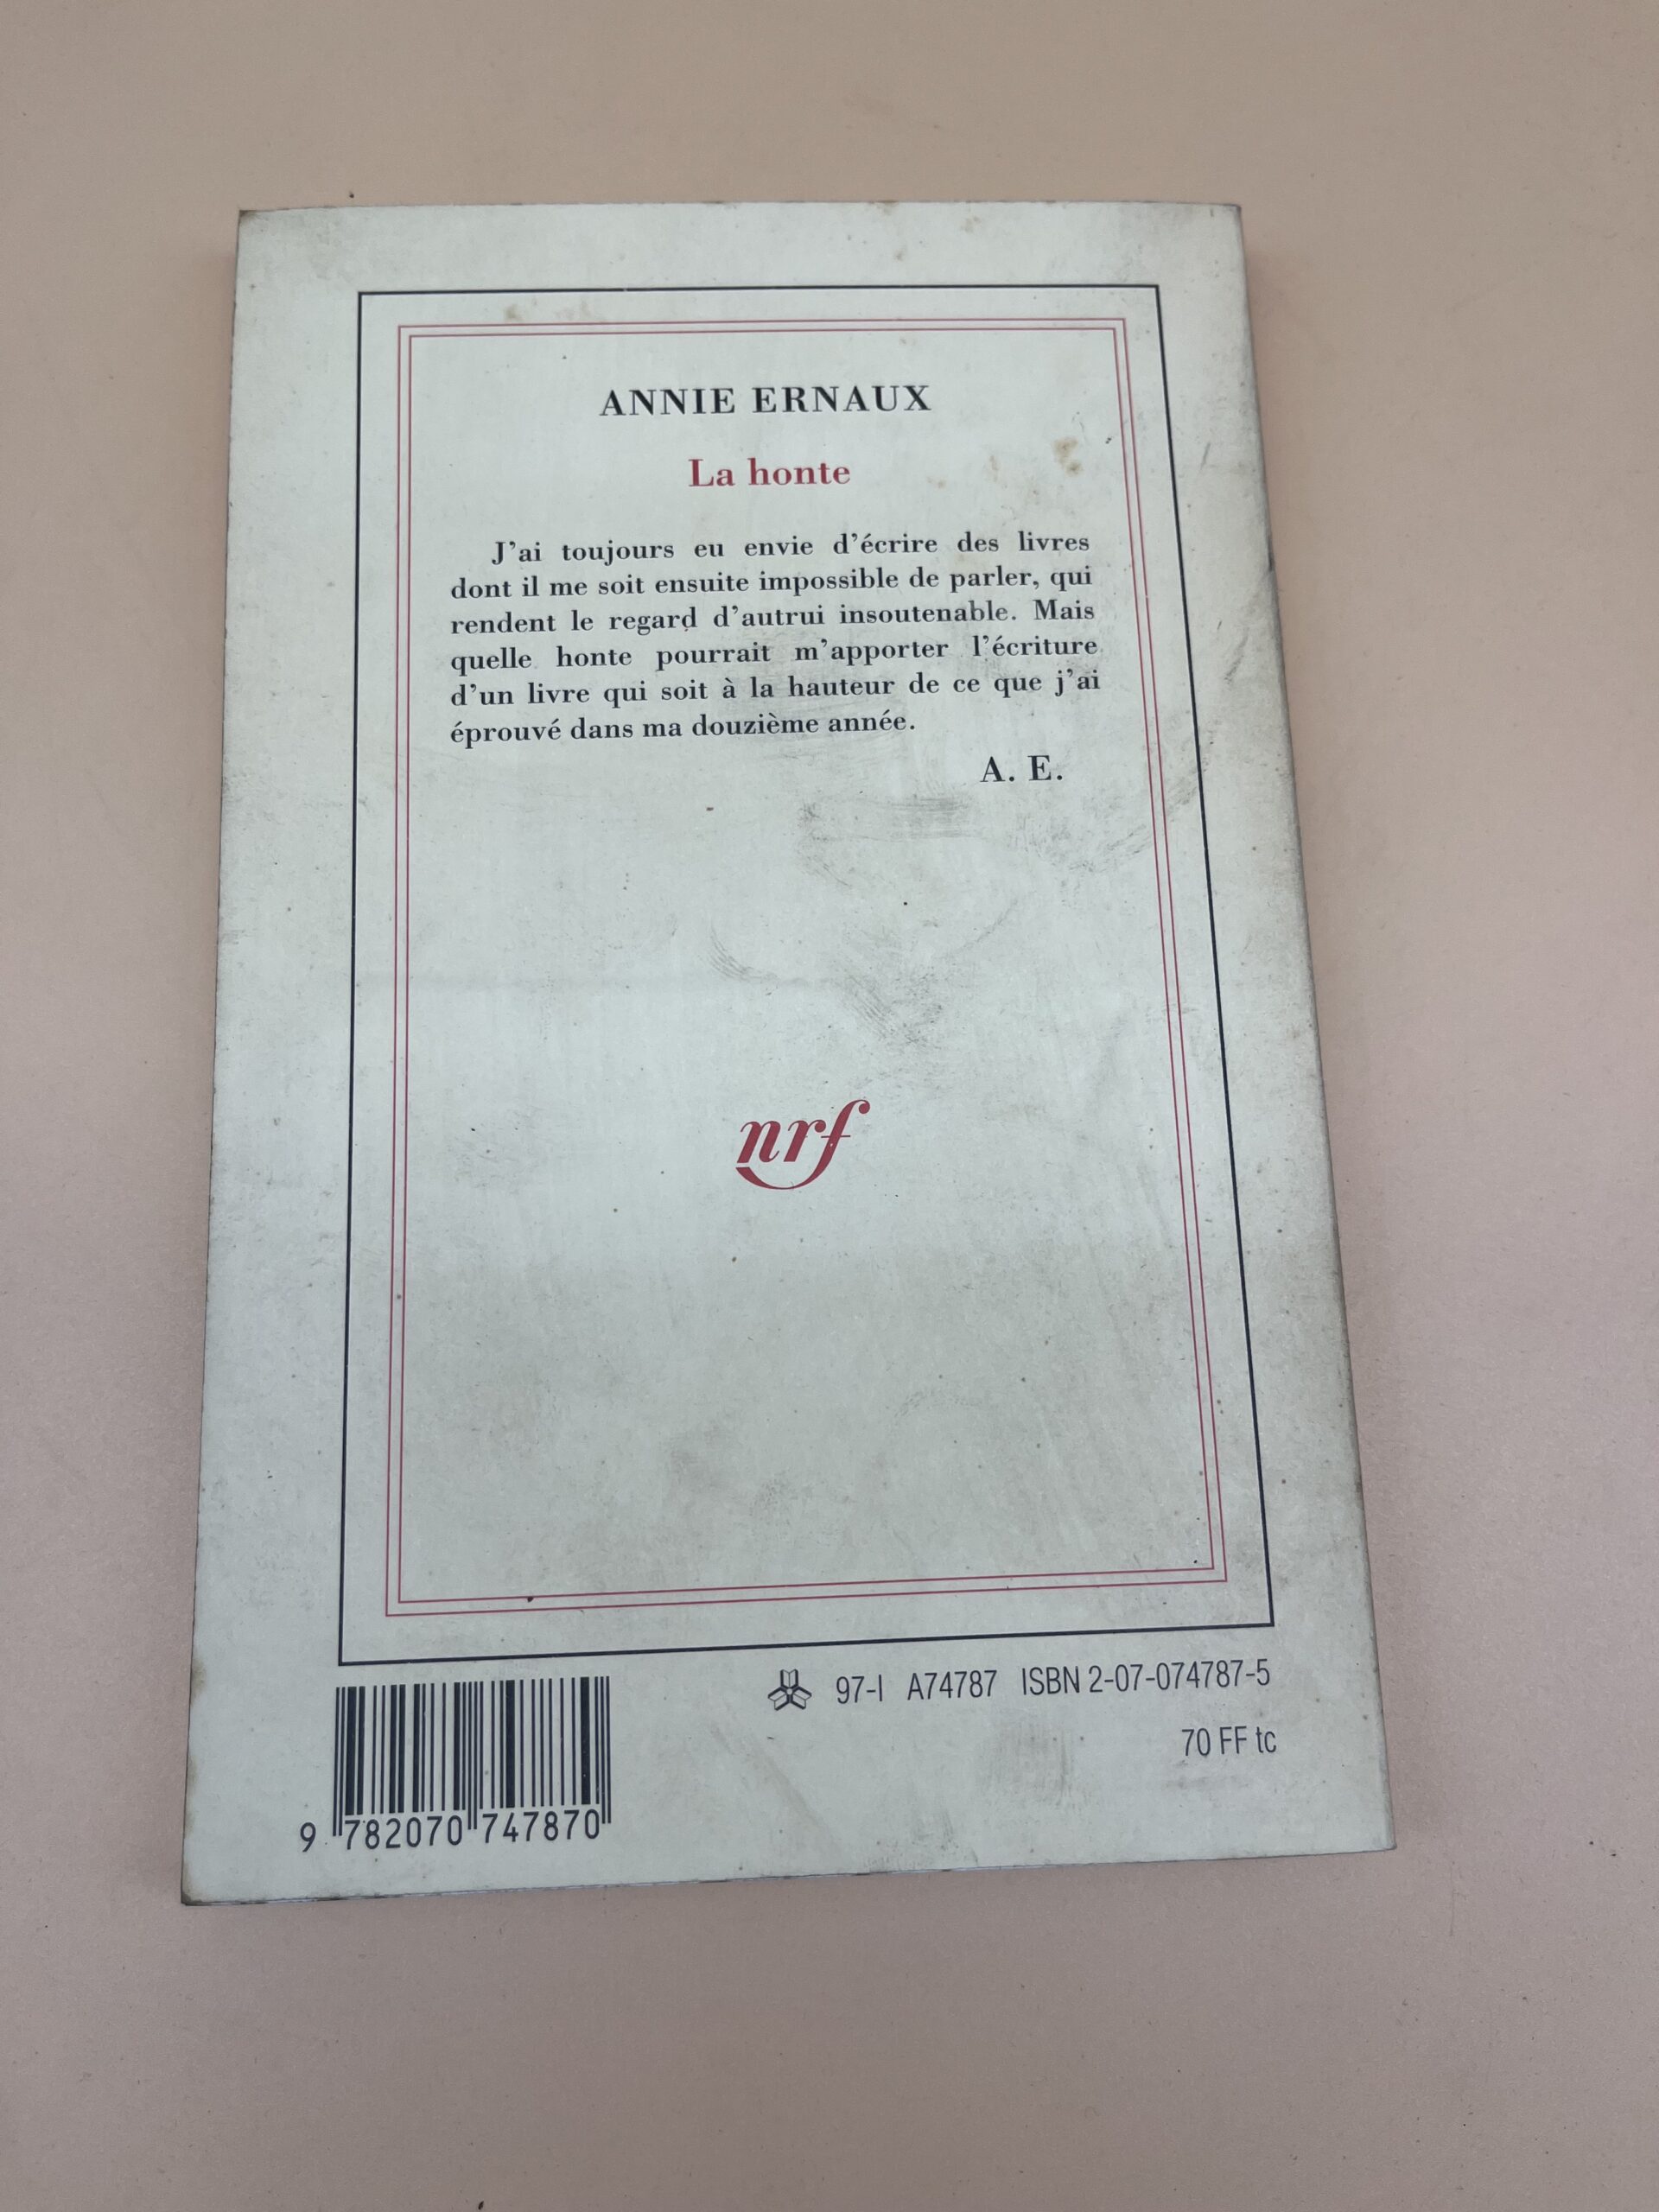 ANNIE ERNAUX
La honte
J'ai toujours eu envie d'écrire des livres
dont il me soit ensuite impossible de parler, qui
rendent le regard d'autrui insoutenable. Mais
quelle honte pourrait m'apporter l'écriture
d'un livre qui soit à la hauteur de ce que j'ai
éprouvé dans ma douzième année.
A. E.
nrf
97-I A74787 ISBN 2-07-074787-5
70 FF tc
9 782070 747870